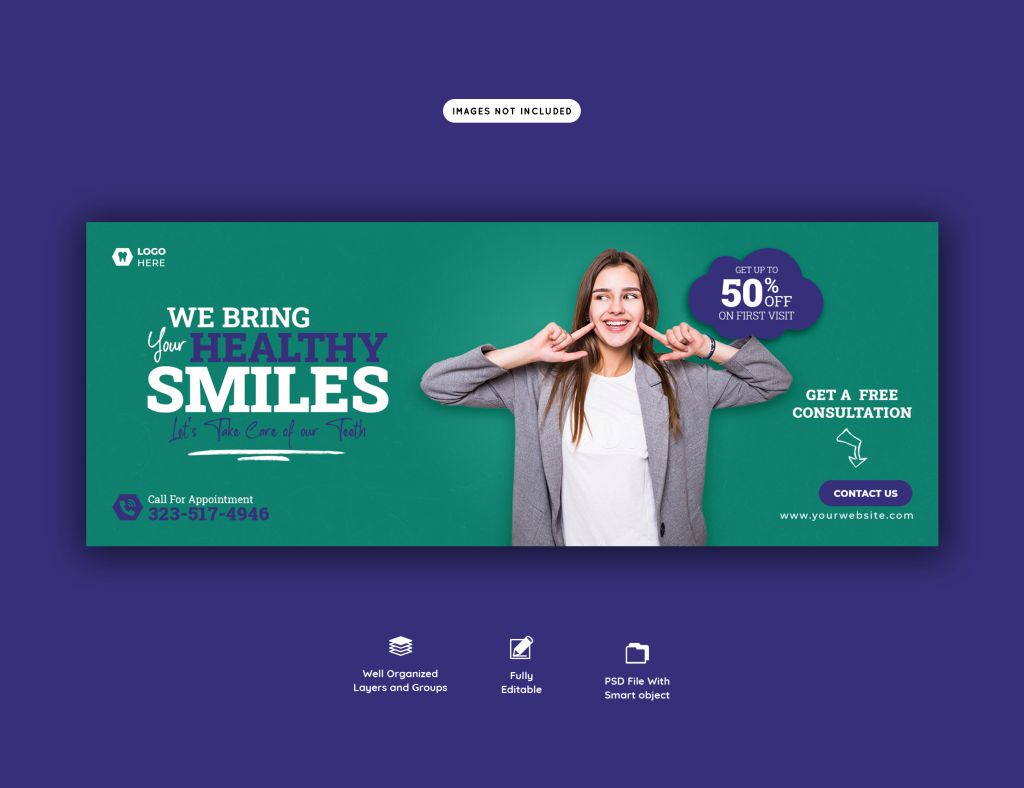 IMAGES NOT INCLUDED
LOGO
HERE
WE BRING
Your HEALTHY
SMILES
Let's Take Care of our Teeth
Call For Appointment
323-517-4946
GET UP TO
50% OFF
ON FIRST VISIT
GET A FREE
CONSULTATION
CONTACT US
www.yourwebsite.com
Well Organized
Layers and Groups
Fully
Editable
PSD File With
Smart object